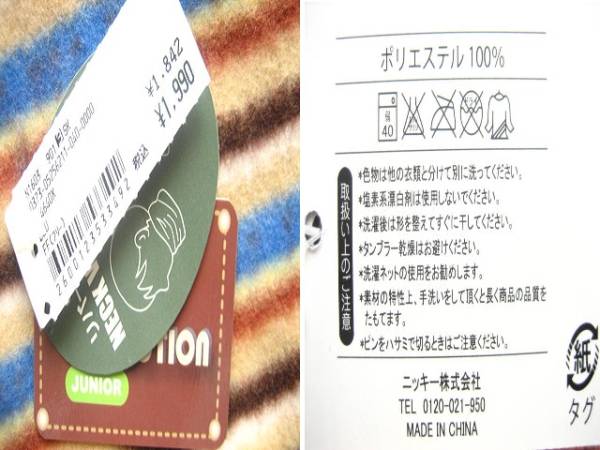 ¥1,842
¥1,990
税込
2600123533492
リバ
NECK W
TION
JUNIOR
ポリエステル 100%
40
取扱い上のご注意
*色物は他の衣類と分けて別に洗ってください。
*塩素系漂白剤は使用しないでください。
*洗濯後は形を整えてすぐに干してください。
*タンブラー乾燥はお避けください。
*洗濯ネットの使用をお勧めします。
*素材の特性上、手洗いをして頂くと長く商品の品質を
たもてます。
*ピンをハサミで切るときはご注意ください。
ニッキー株式会社
TEL 0120-021-950
MADE IN CHINA
紙
タグ